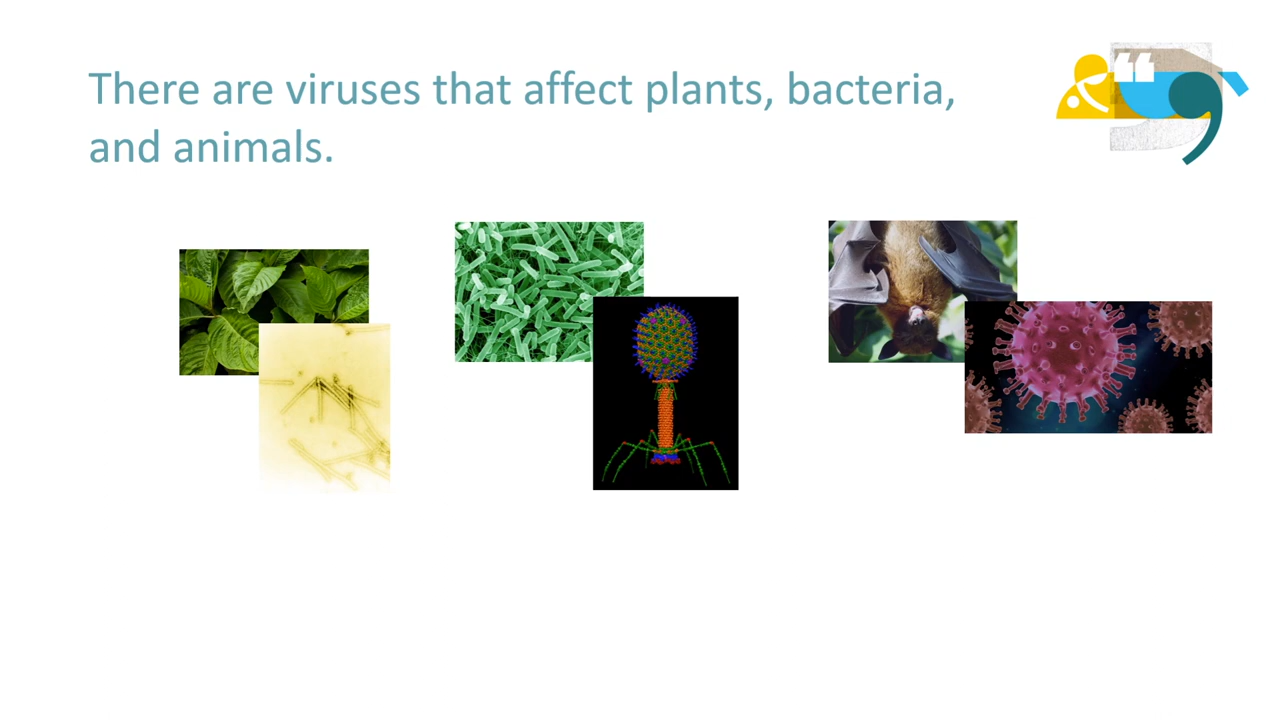 There are viruses that affect plants, bacteria,
and animals.